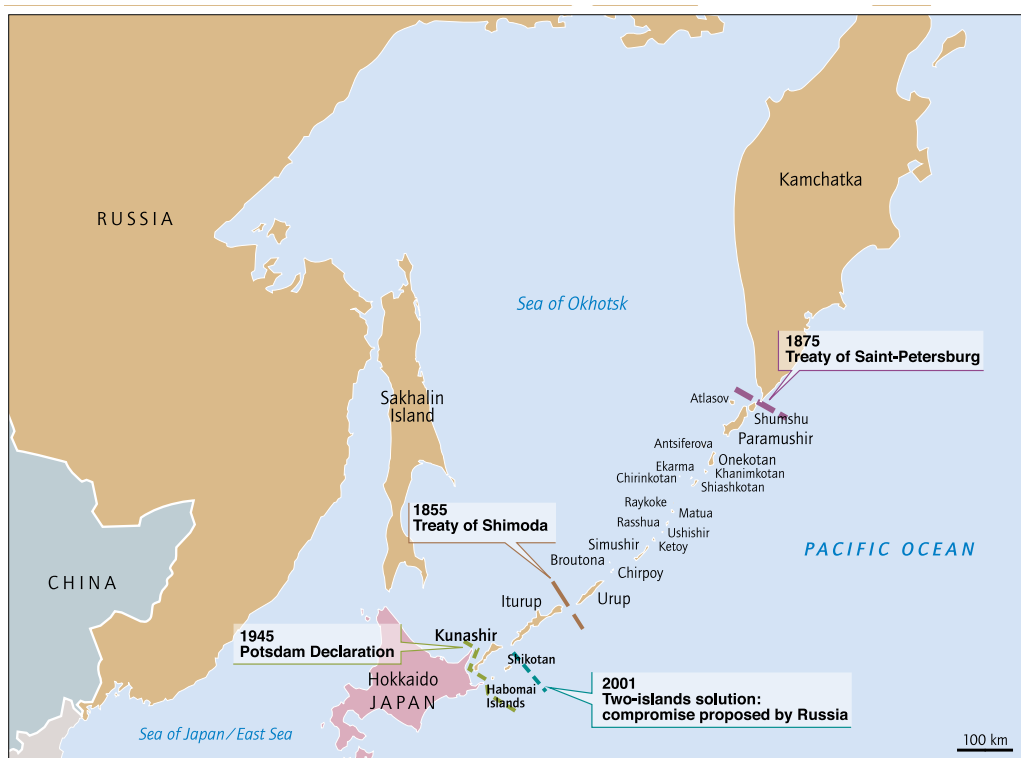 Kamchatka
RUSSIA
Sea of Okhotsk
1875
Treaty of Saint-Petersburg
Sakhalin
Island
Atlasov
Shumshu
Paramushir
Antsiferova
Onekotan
Ekarma
Khanimkotan
Chirinkotan
Shiashkotan
1855
Treaty of Shimoda
Raykoke
Matua
Rasshua
Ushishir
Simushir
Ketoy
PACIFIC OCEAN
Broutona
Chirpoy
CHINA
Iturup
Urup
1945
Potsdam Declaration
Kunashir
Shikotan
Hokkaido
JAPAN
Habomai
Islands
2001
Two-islands solution:
compromise proposed by Russia
Sea of Japan/East Sea
100 km